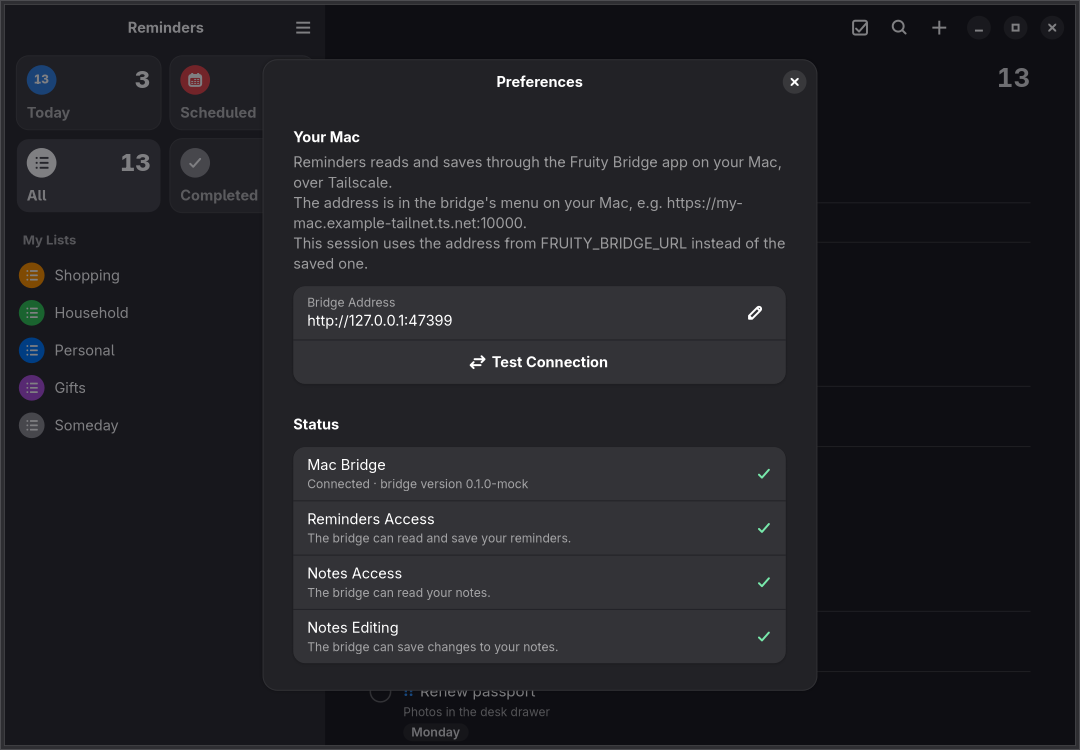 Reminders
13
3
Today
Scheduled
13
All
Completed
My Lists
Shopping
Household
Personal
Gifts
Someday
13
Preferences
Your Mac
Reminders reads and saves through the Fruity Bridge app on your Mac,
over Tailscale.
The address is in the bridge's menu on your Mac, e.g. https://my-
mac.example-tailnet.ts.net:10000.
This session uses the address from FRUITY_BRIDGE_URL instead of the
saved one.
Bridge Address
http://127.0.0.1:47399
Test Connection
Status
Mac Bridge
Connected · bridge version 0.1.0-mock
Reminders Access
The bridge can read and save your reminders.
Notes Access
The bridge can read your notes.
Notes Editing
The bridge can save changes to your notes.
!! Renew passport
Photos in the desk drawer
Monday